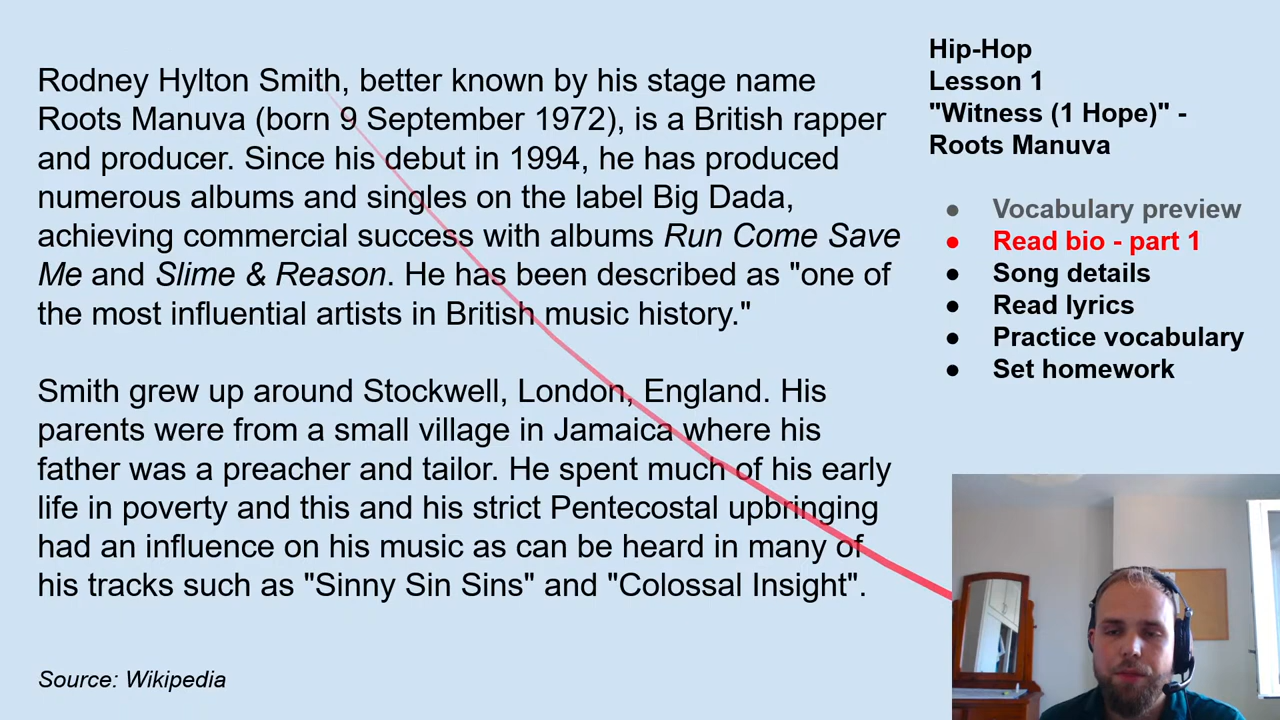 Rodney Hylton Smith, better known by his stage name
Roots Manuva (born 9 September 1972), is a British rapper
and producer. Since his debut in 1994, he has produced
numerous albums and singles on the label Big Dada,
achieving commercial success with albums Run Come Save
Me and Slime & Reason. He has been described as "one of
the most influential artists in British music history."
Smith grew up around Stockwell, London, England. His
parents were from a small village in Jamaica where his
father was a preacher and tailor. He spent much of his early
life in poverty and this and his strict Pentecostal upbringing
had an influence on his music as can be heard in many of
his tracks such as "Sinny Sin Sins" and "Colossal Insight".
Source: Wikipedia
Hip-Hop
Lesson 1
"Witness (1 Hope)" -
Roots Manuva
● Vocabulary preview
● Read bio - part 1
● Song details
● Read lyrics
● Practice vocabulary
● Set homework